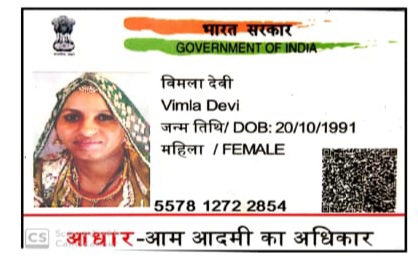 भारत सरकार
GOVERNMENT OF INDIA
विमला देवी
Vimla Devi
जन्म तिथि/ DOB: 20/10/1991
महिला / FEMALE
5578 1272 2854
CS
आधार-आम आदमी का अधिकार